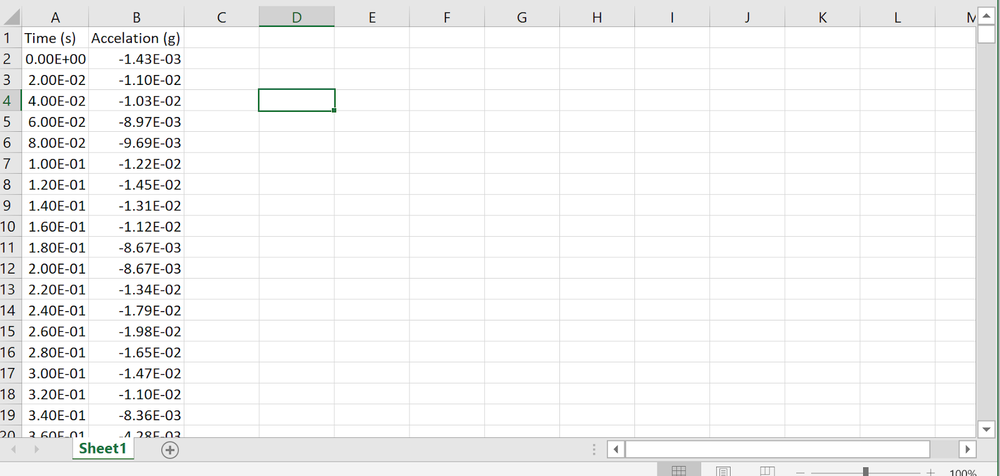 A B C D E F G H I J K L M
1 Time (s) Accelation (g)
2 0.00E+00 -1.43E-03
3 2.00E-02 -1.10E-02
4 4.00E-02 -1.03E-02
5 6.00E-02 -8.97E-03
6 8.00E-02 -9.69E-03
7 1.00E-01 -1.22E-02
8 1.20E-01 -1.45E-02
9 1.40E-01 -1.31E-02
10 1.60E-01 -1.12E-02
11 1.80E-01 -8.67E-03
12 2.00E-01 -8.67E-03
13 2.20E-01 -1.34E-02
14 2.40E-01 -1.79E-02
15 2.60E-01 -1.98E-02
16 2.80E-01 -1.65E-02
17 3.00E-01 -1.47E-02
18 3.20E-01 -1.10E-02
19 3.40E-01 -8.36E-03
20 3.60E-01 -4.28E-03
Sheet1
100%